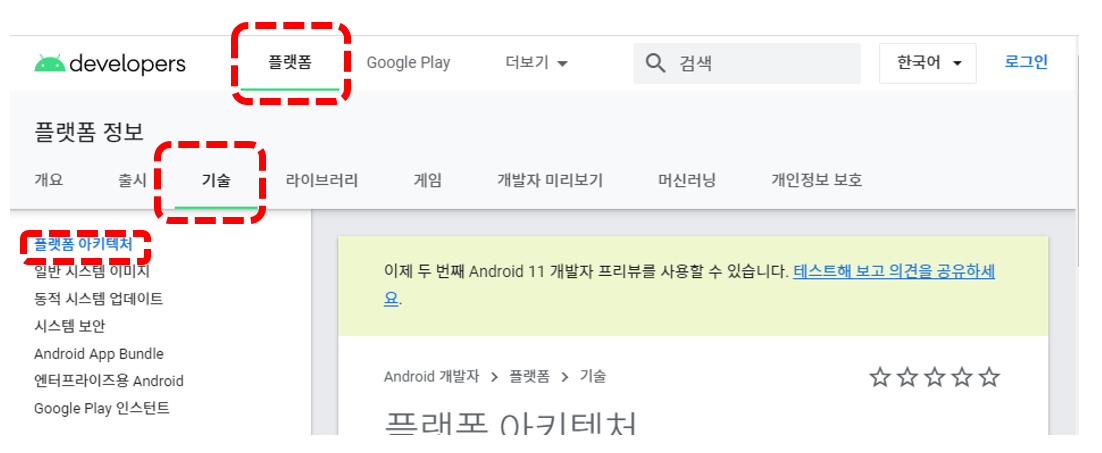 developers 플랫폼 Google Play 더보기 검색 한국어 로그인
플랫폼 정보
개요 출시 기술 라이브러리 게임 개발자 미리보기 머신러닝 개인정보 보호
플랫폼 아키텍처
일반 시스템 이미지
동적 시스템 업데이트
시스템 보안
Android App Bundle
엔터프라이즈용 Android
Google Play 인스턴트
이제 두 번째 Android 11 개발자 프리뷰를 사용할 수 있습니다. 테스트해 보고 의견을 공유하세
요.
Android 개발자 > 플랫폼 > 기술
플랫폼 아키텍처